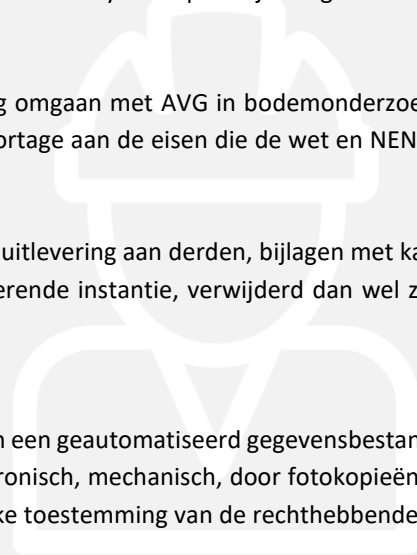 omgaan met AVG in bodemonderzoe
ortage aan de eisen die de wet en NEN
uitlevering aan derden, bijlagen met ka
erende instantie, verwijderd dan wel z
n een geautomatiseerd gegevensbestan
ronisch, mechanisch, door fotokopieën
ke toestemming van de rechthebbende